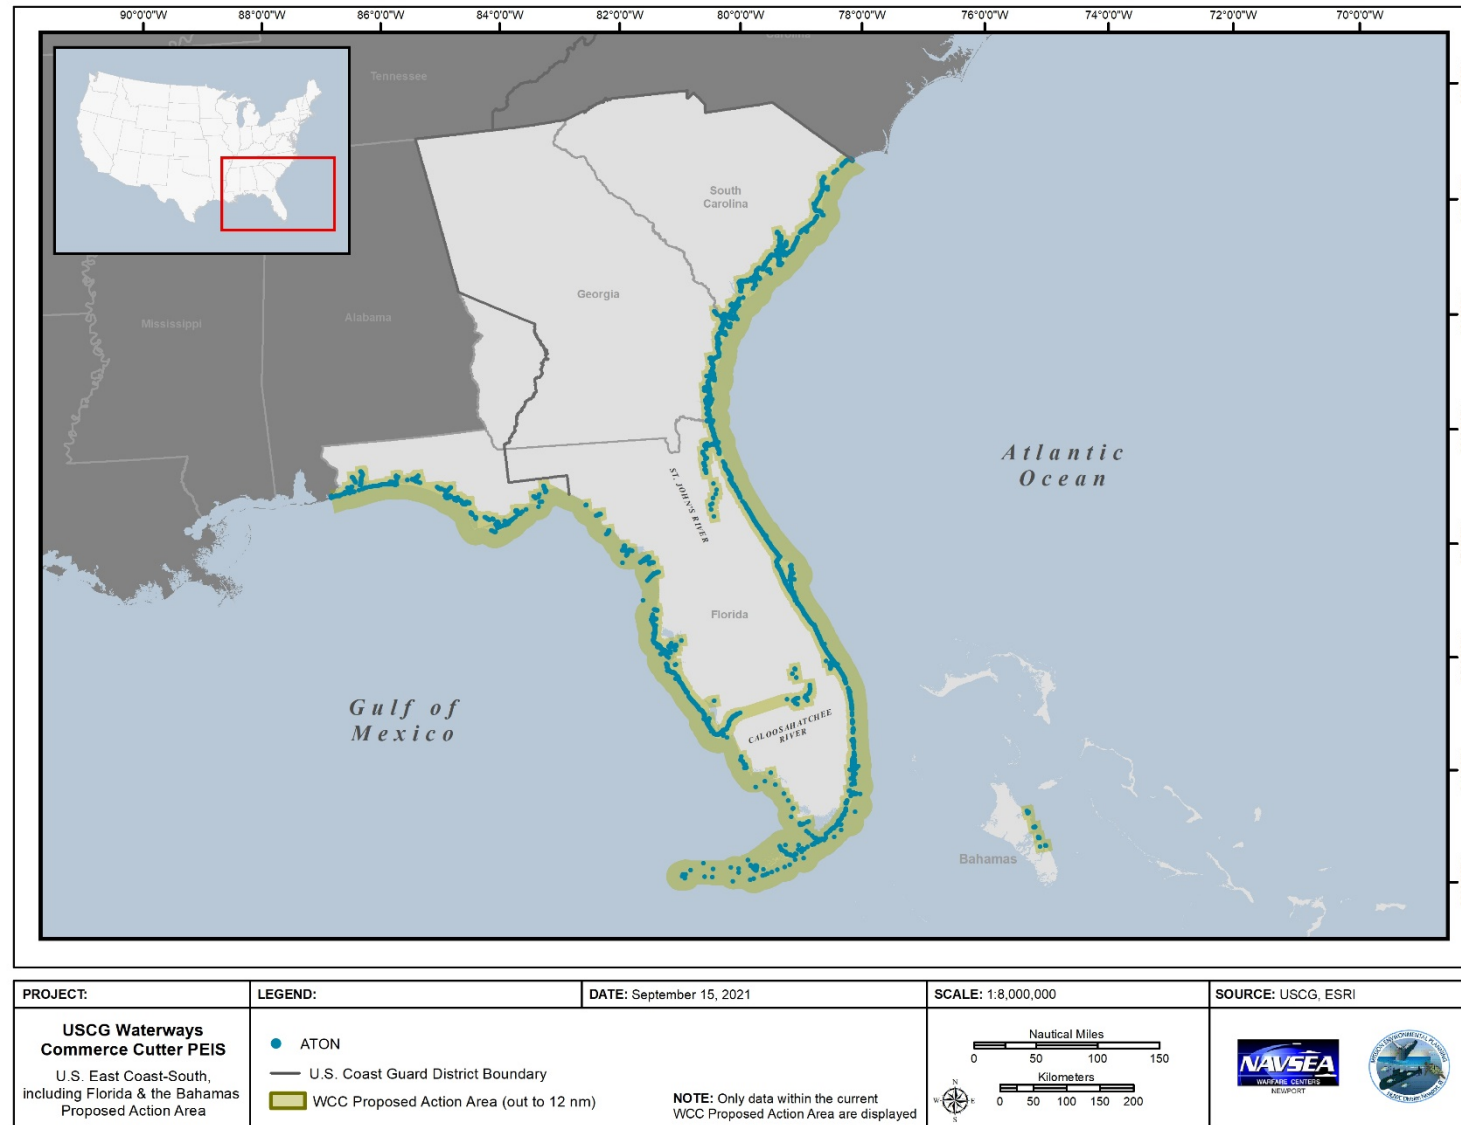 90°0'0"W
88°0'0"W
86°0'0"W
84°0'0"W
82°0'0"W
80°0'0"W
78°0'0"W
76°0'0"W
74°0'0"W
72°0'0"W
70°0'0"W
Carolina
Tennessee
South
Carolina
Georgia
Mississippi
Alabama
Atlantic
Ocean
ST. JOHN'S RIVER
Florida
Gulf of
Mexico
CALOOSAHATCHEE
RIVER
Bahamas
PROJECT:
USCG Waterways
Commerce Cutter PEIS
U.S. East Coast-South,
including Florida & the Bahamas
Proposed Action Area
LEGEND:
ATON
U.S. Coast Guard District Boundary
WCC Proposed Action Area (out to 12 nm)
DATE: September 15, 2021
NOTE: Only data within the current
WCC Proposed Action Area are displayed
SCALE: 1:8,000,000
Nautical Miles
0 50 100 150
Kilometers
0 50 100 150 200
N
W E
S
SOURCE: USCG, ESRI
NAVSEA
WARFARE CENTERS
NEWPORT